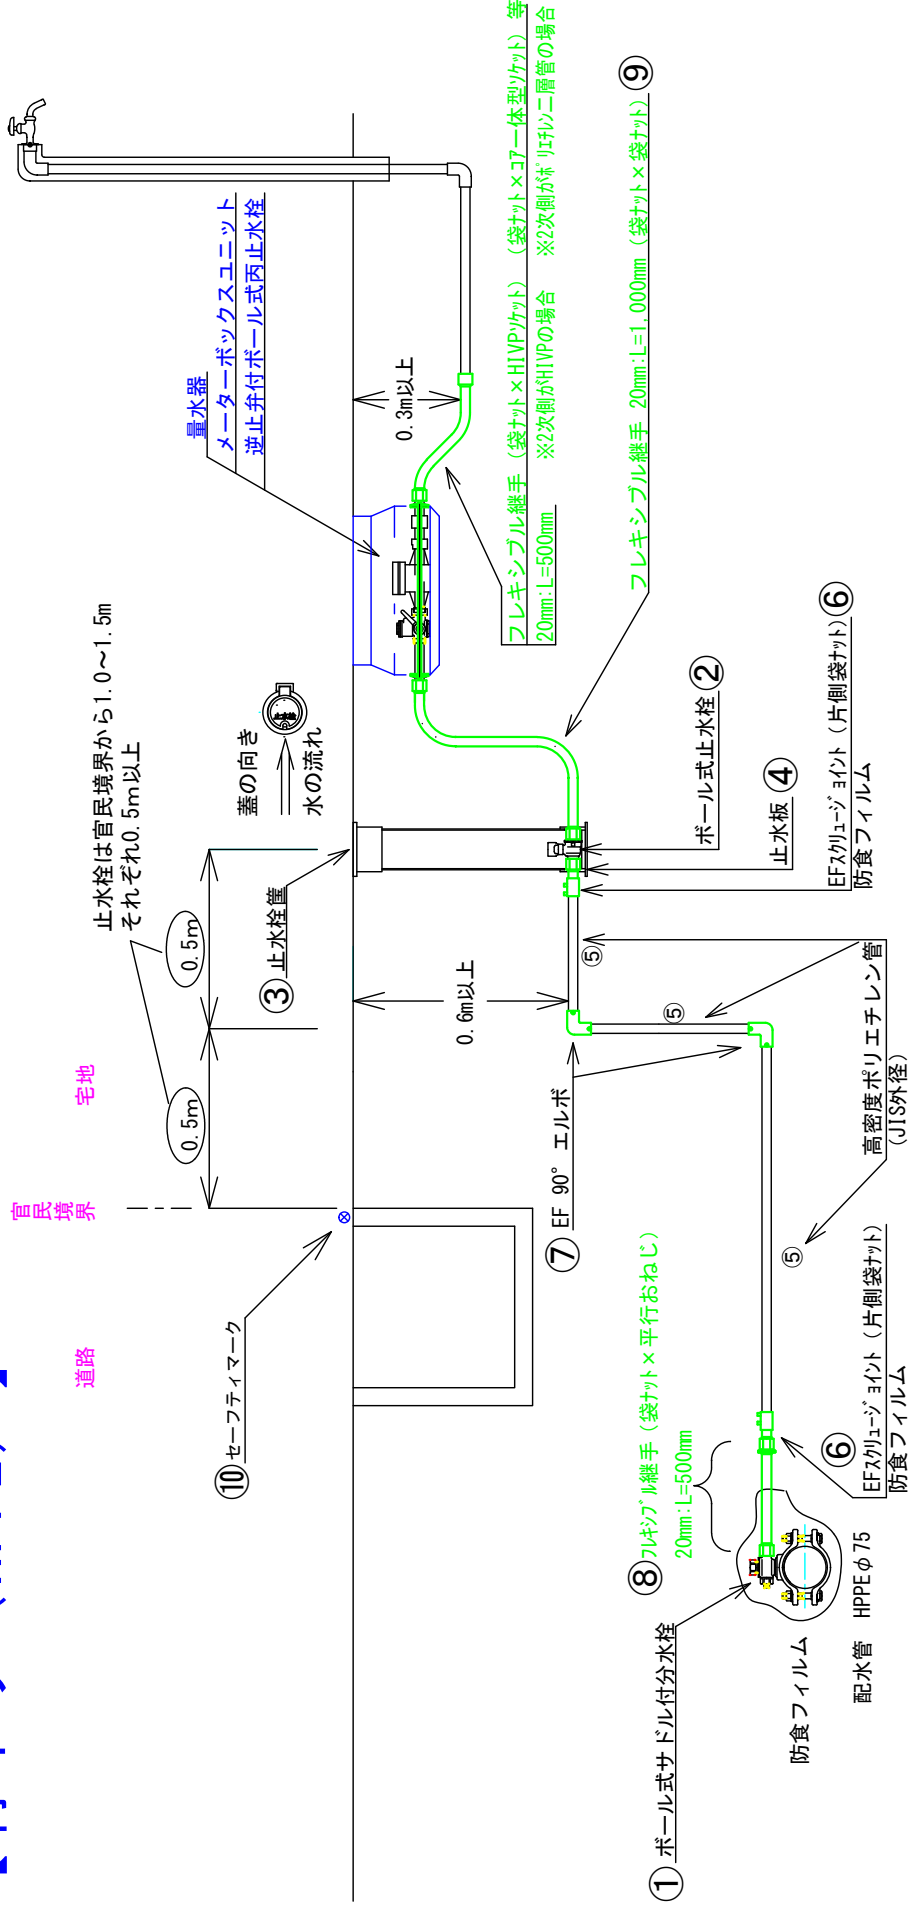 道路
官民境界
宅地
止水栓は官民境界から1.0～1.5m
それぞれ0.5m以上
0.5m
0.5m
⑩セーフティマーク
③止水栓筐
蓋の向き
止水栓
水の流れ
量水器
メーターボックスユニット
逆止弁付ボール式丙止水栓
0.3m以上
0.6m以上
フレキシブル継手（袋ナット×HIVPソケット）（袋ナット×コア一体型ソケット）等
20mm:L=500mm ※2次側がHIVPの場合 ※2次側がポリエチレン二層管の場合
フレキシブル継手 20mm:L=1,000mm（袋ナット×袋ナット）⑨
ボール式止水栓②
止水板④
EFスクリュージョイント（片側袋ナット）⑥
防食フィルム
⑦EF 90° エルボ
⑤
⑤
⑤
高密度ポリエチレン管
（JIS外径）
⑧フレキシブル継手（袋ナット×平行おねじ）
20mm:L=500mm
⑥
EFスクリュージョイント（片側袋ナット）
防食フィルム
①ボール式サドル付分水栓
防食フィルム
配水管 HPPEφ75